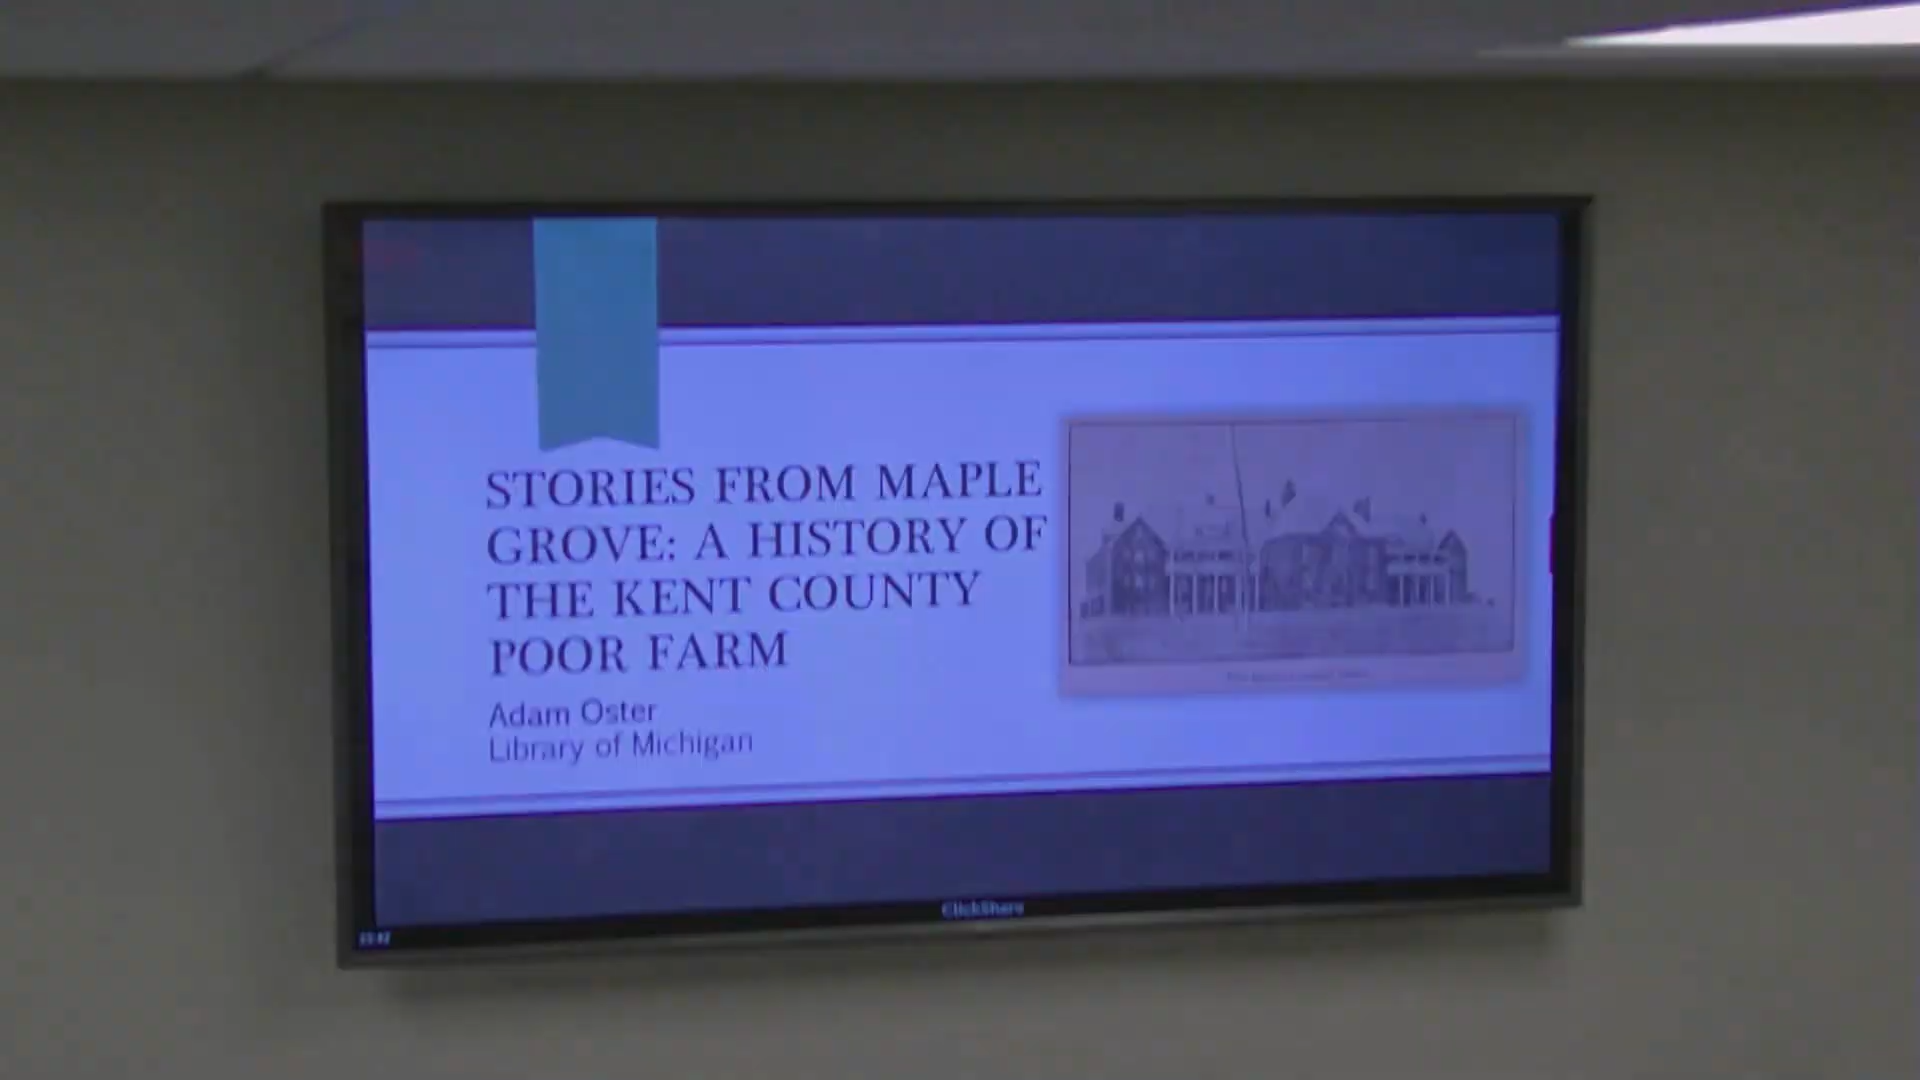 STORIES FROM MAPLE
GROVE: A HISTORY OF
THE KENT COUNTY
POOR FARM
Adam Oster
Library of Michigan
ClickShare